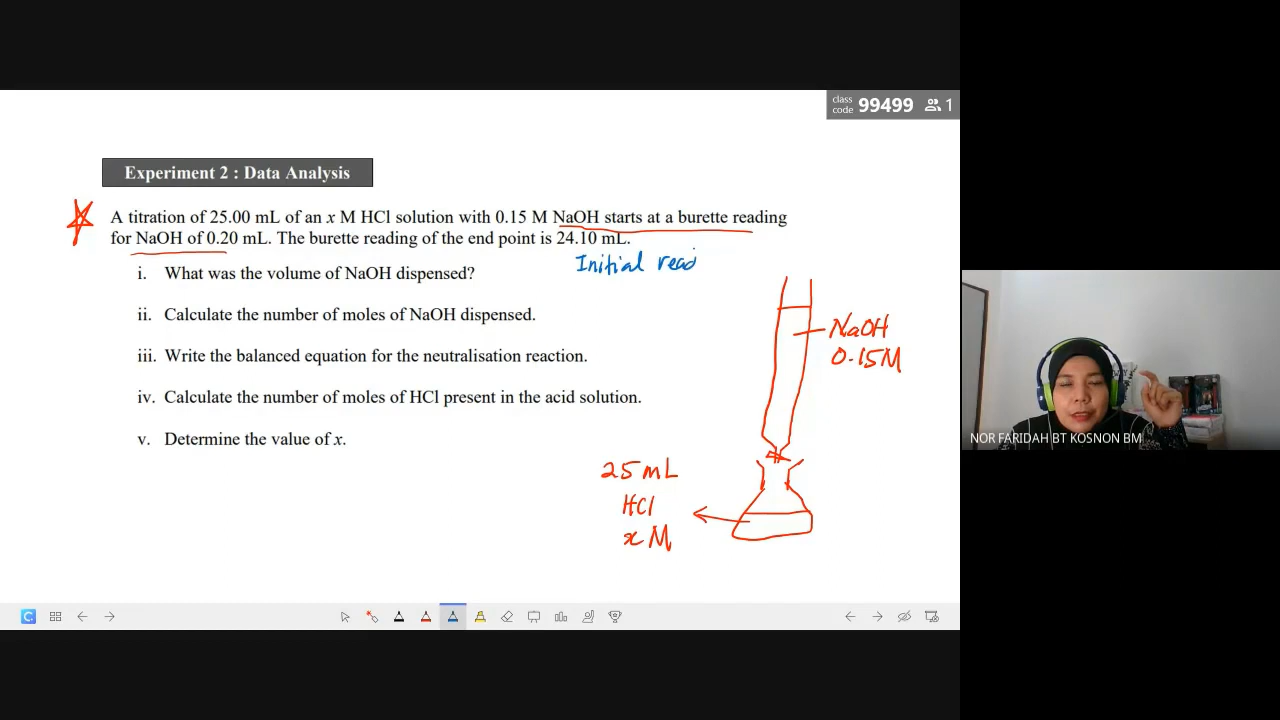 class
code 99499 1
Experiment 2 : Data Analysis
A titration of 25.00 mL of an x M HCl solution with 0.15 M NaOH starts at a burette reading
for NaOH of 0.20 mL. The burette reading of the end point is 24.10 mL.
Initial read
i. What was the volume of NaOH dispensed?
ii. Calculate the number of moles of NaOH dispensed.
NaOH
0.15M
iii. Write the balanced equation for the neutralisation reaction.
iv. Calculate the number of moles of HCl present in the acid solution.
v. Determine the value of x.
25 mL
HCl
x M
NOR FARIDAH BT KOSNON BM
C